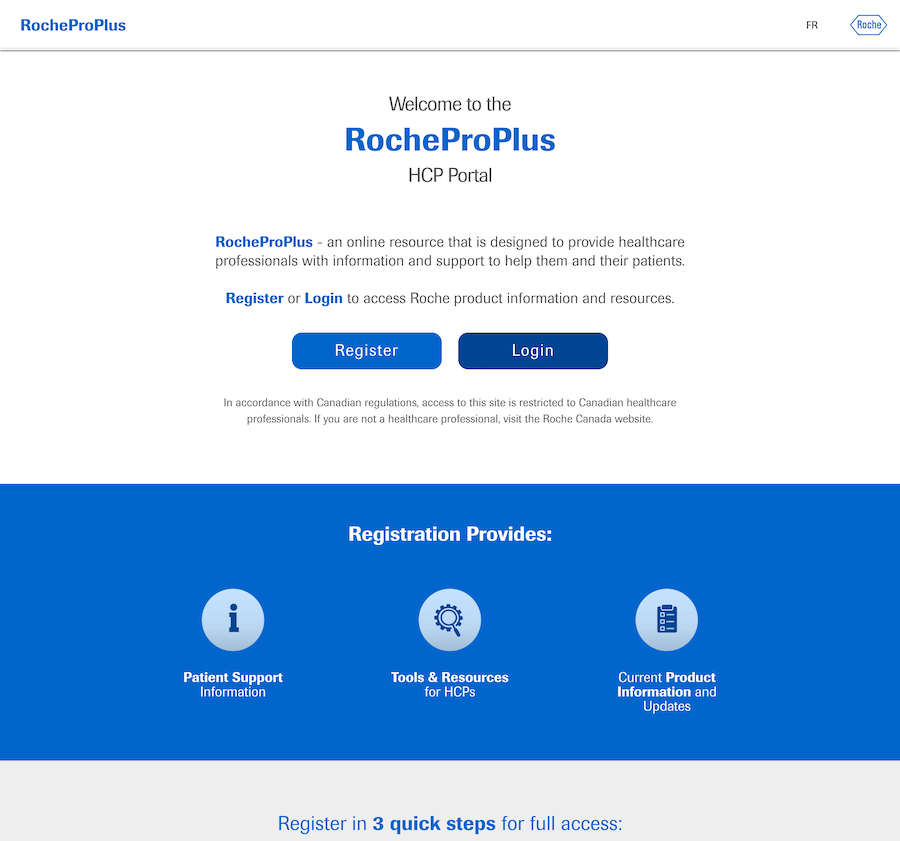 RocheProPlus
FR
Roche
Welcome to the
RocheProPlus
HCP Portal
RocheProPlus - an online resource that is designed to provide healthcare
professionals with information and support to help them and their patients.
Register or Login to access Roche product information and resources.
Register
Login
In accordance with Canadian regulations, access to this site is restricted to Canadian healthcare
professionals. If you are not a healthcare professional, visit the Roche Canada website.
Registration Provides:
Patient Support
Information
Tools & Resources
for HCPs
Current Product
Information and
Updates
Register in 3 quick steps for full access: